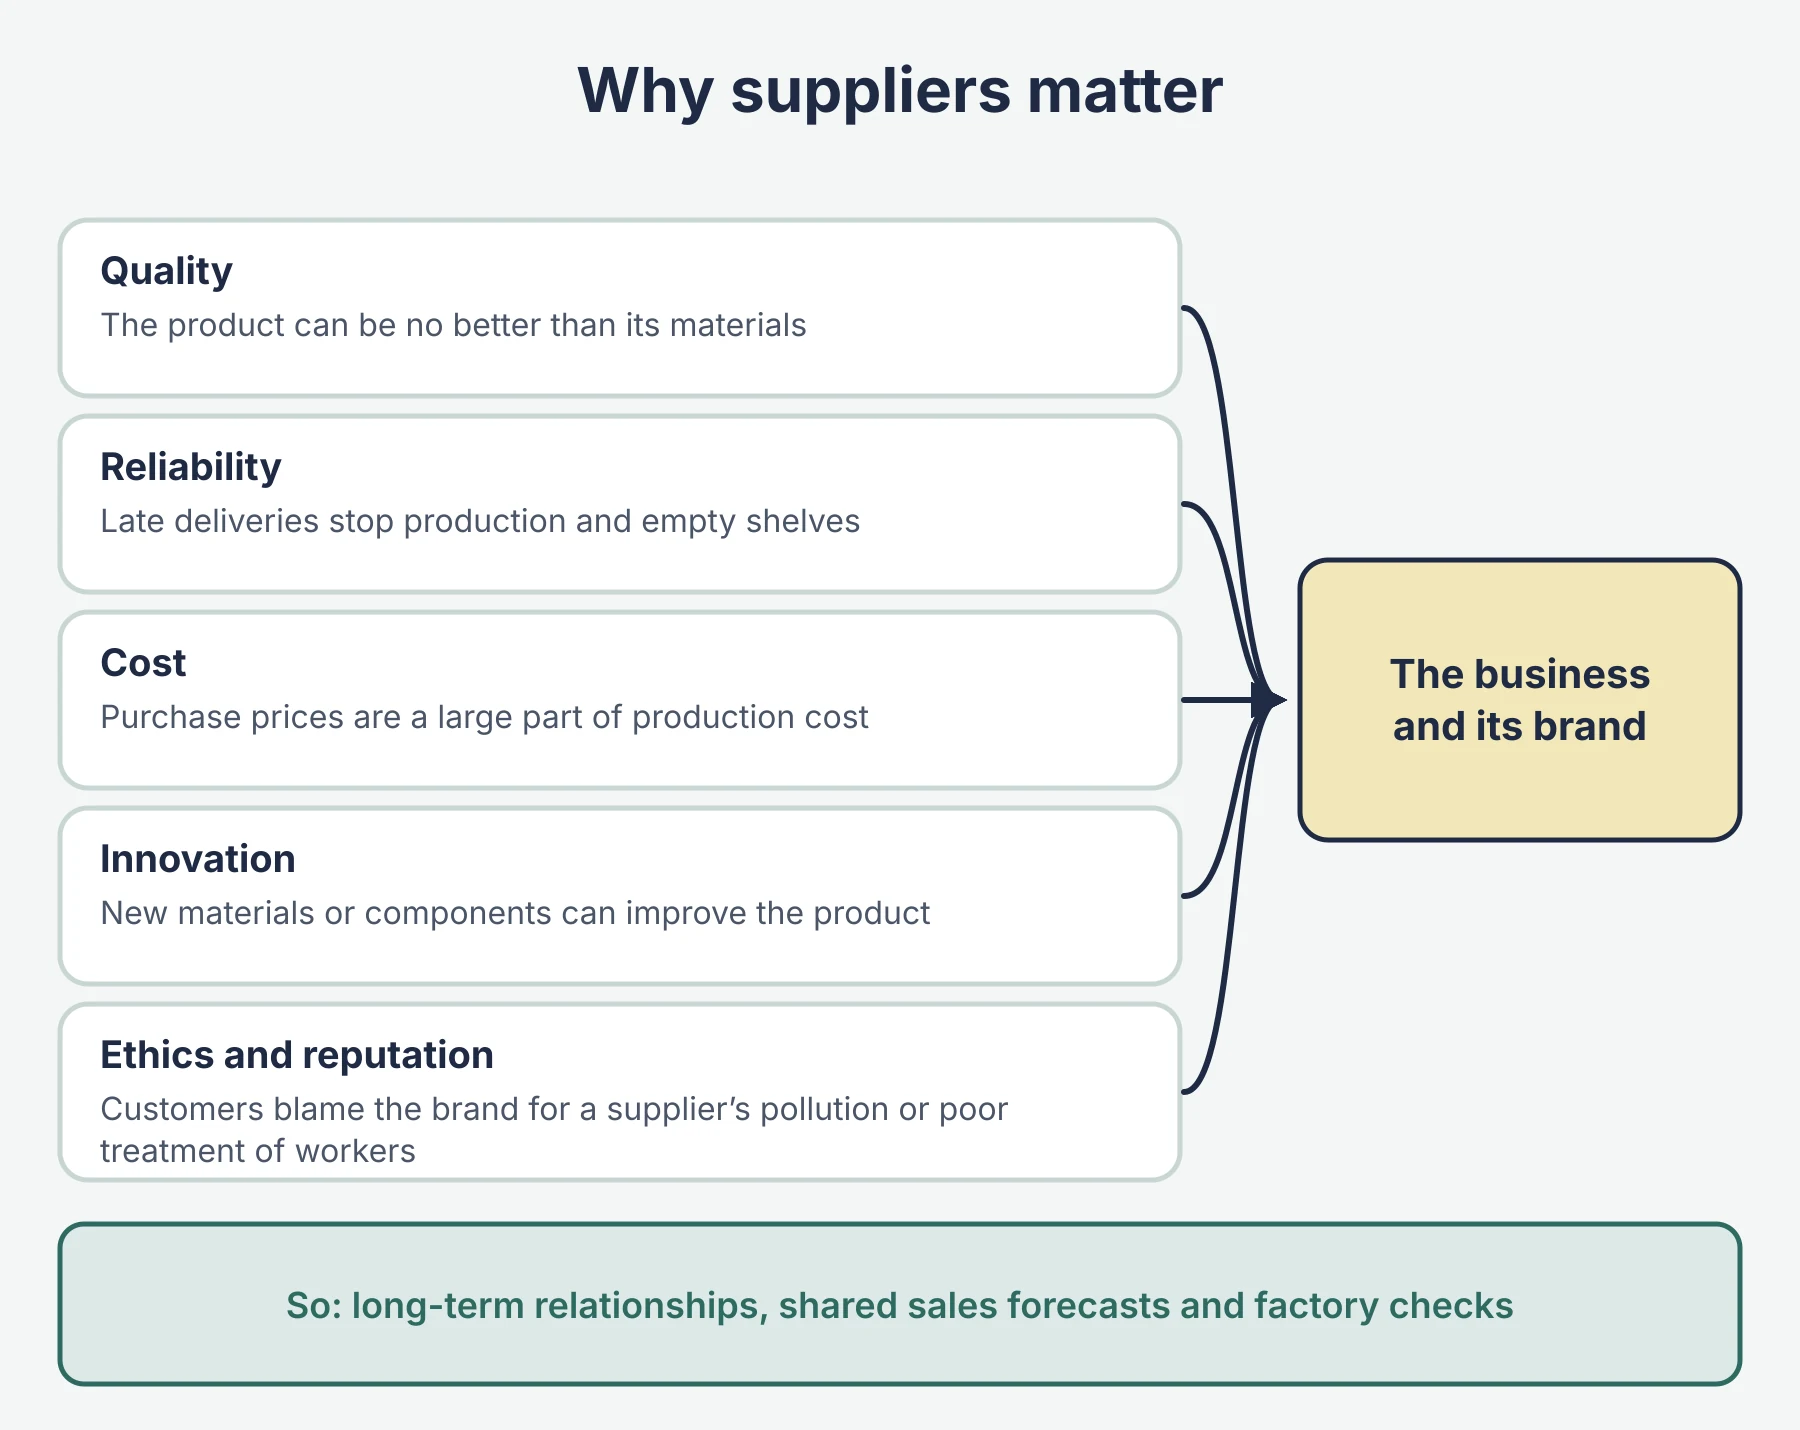 Why suppliers matter
Quality
The product can be no better than its materials
Reliability
Late deliveries stop production and empty shelves
Cost
Purchase prices are a large part of production cost
Innovation
New materials or components can improve the product
Ethics and reputation
Customers blame the brand for a supplier’s pollution or poor
treatment of workers
The business
and its brand
So: long-term relationships, shared sales forecasts and factory checks